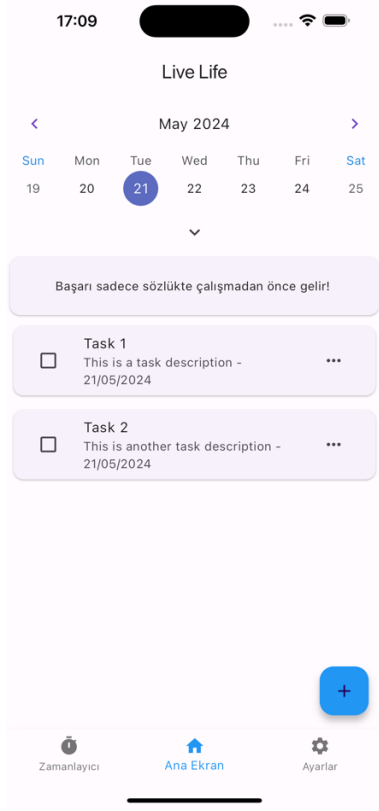 17:09
Live Life
May 2024
Sun Mon Tue Wed Thu Fri Sat
19 20 21 22 23 24 25
Başarı sadece sözlükte çalışmadan önce gelir!
Task 1
This is a task description -
21/05/2024
Task 2
This is another task description -
21/05/2024
Zamanlayıcı Ana Ekran Ayarlar